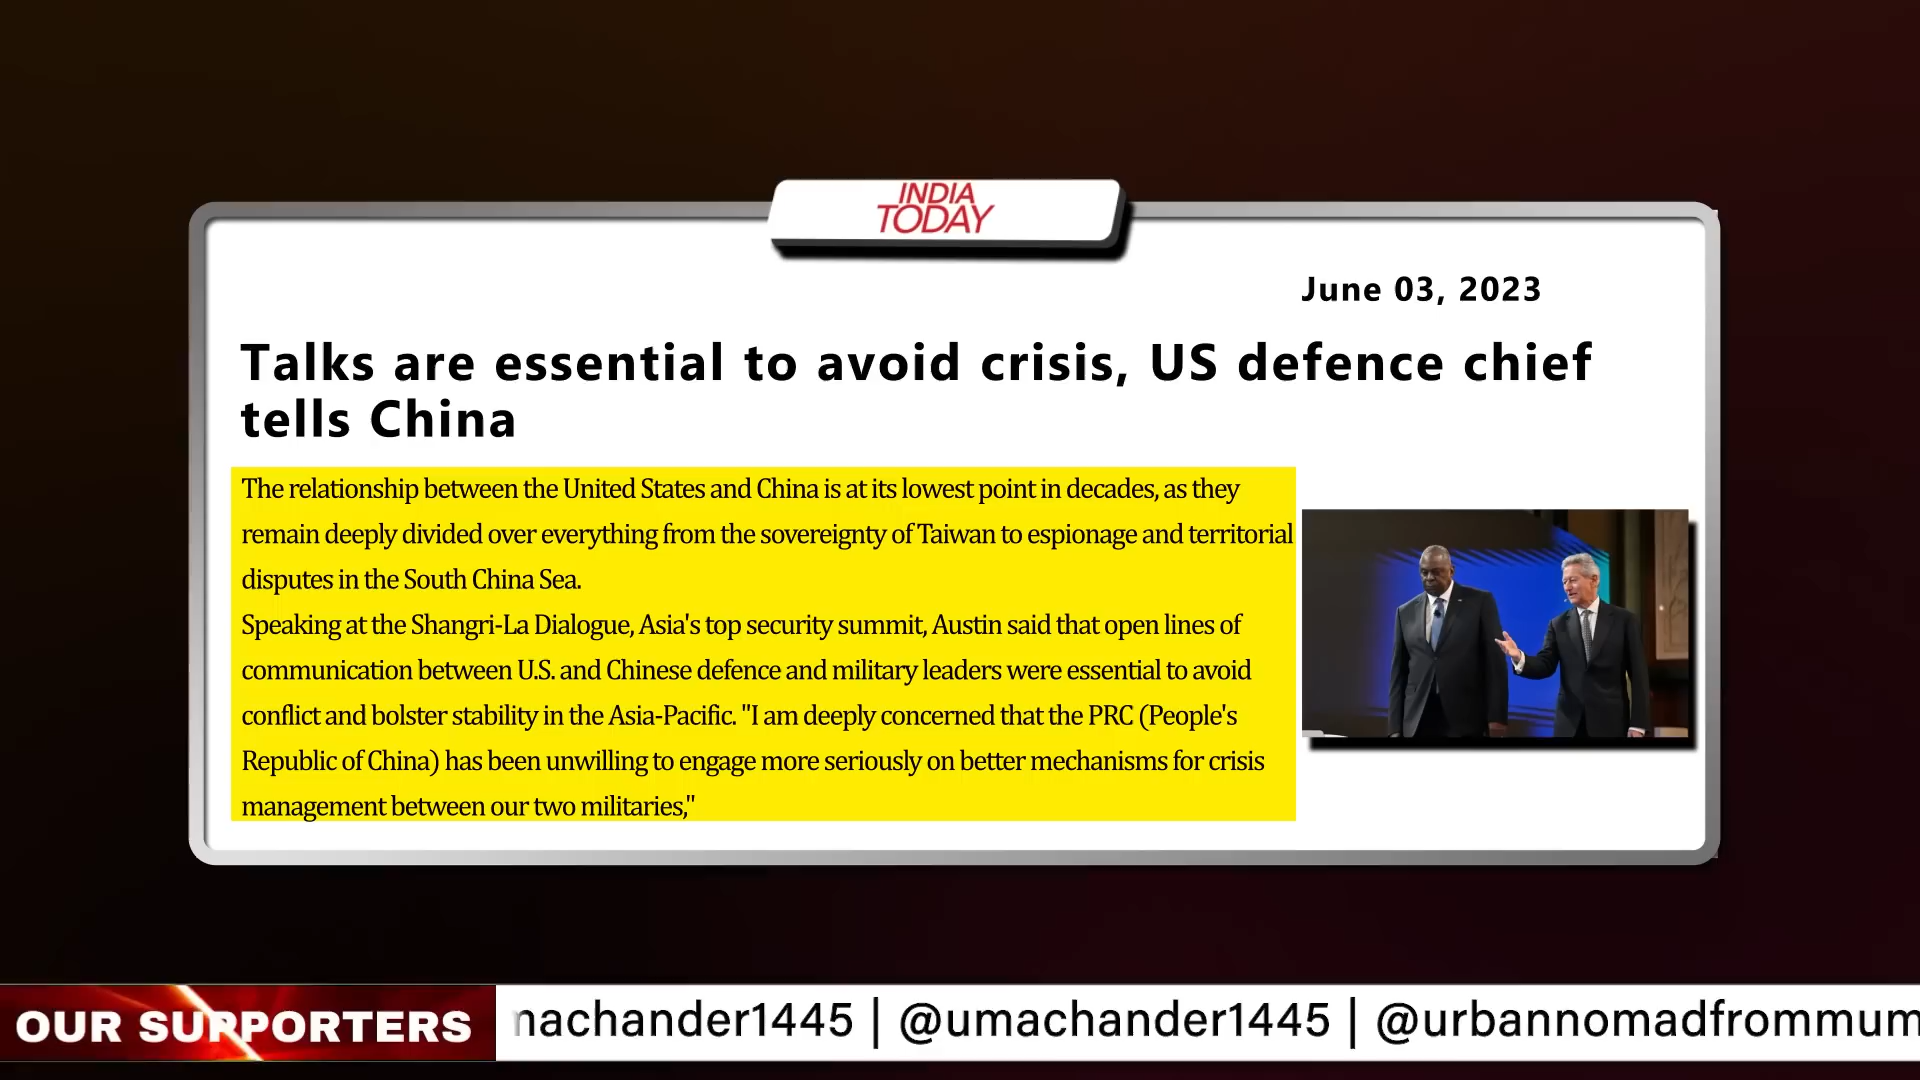 INDIA
TODAY
June 03, 2023
Talks are essential to avoid crisis, US defence chief
tells China
The relationship between the United States and China is at its lowest point in decades, as they
remain deeply divided over everything from the sovereignty of Taiwan to espionage and territorial
disputes in the South China Sea.
Speaking at the Shangri-La Dialogue, Asia's top security summit, Austin said that open lines of
communication between U.S. and Chinese defence and military leaders were essential to avoid
conflict and bolster stability in the Asia-Pacific. "I am deeply concerned that the PRC (People's
Republic of China) has been unwilling to engage more seriously on better mechanisms for crisis
management between our two militaries,"
OUR SUPPORTERS machander1445 | @umachander1445 | @urbannomadfrommum